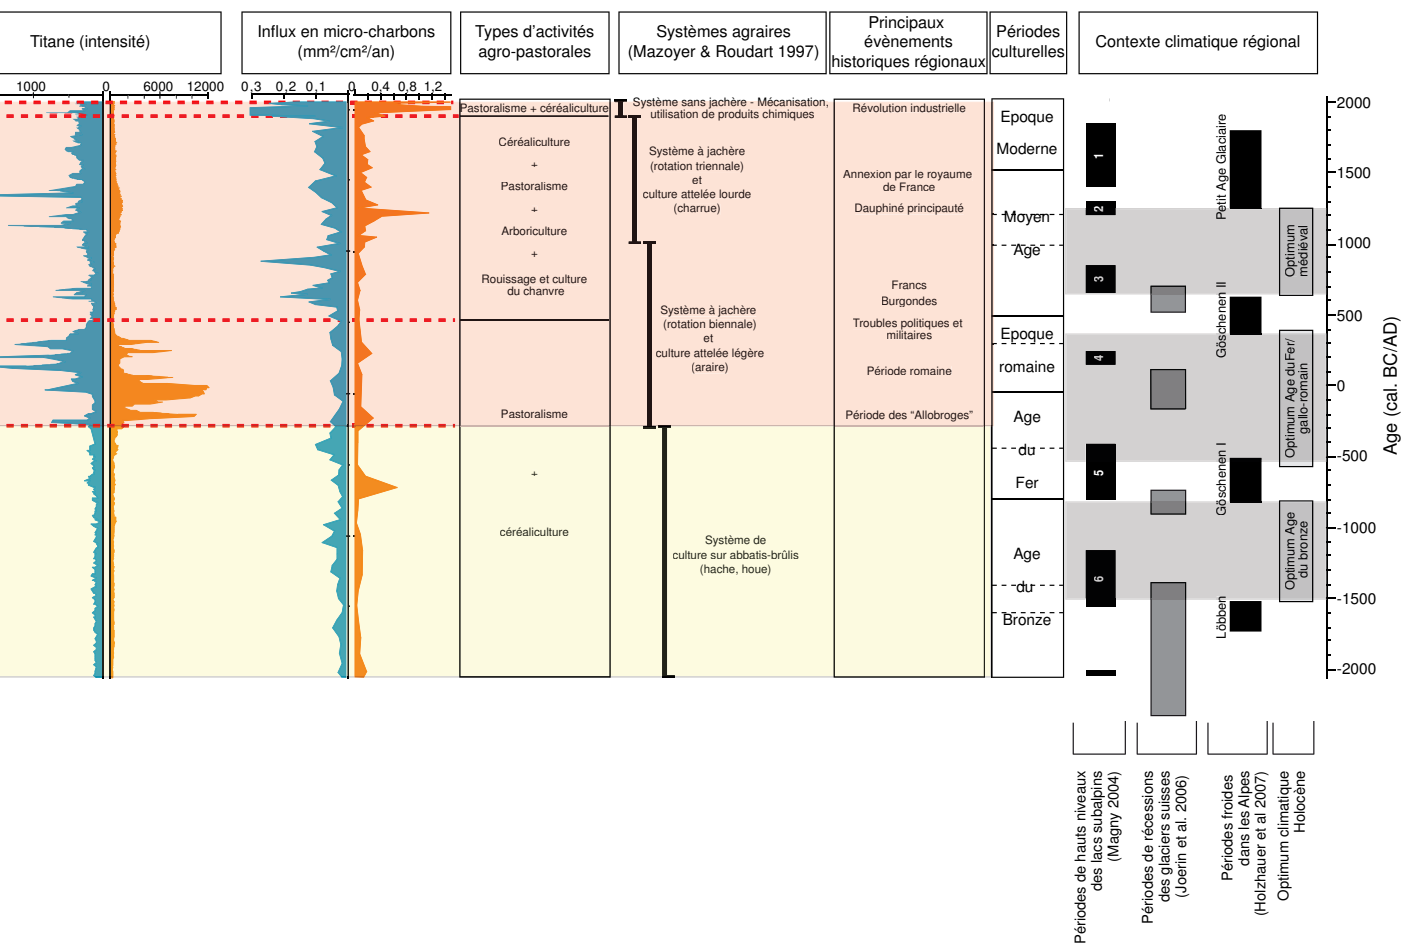 Titane (intensité)
Influx en micro-charbons
(mm²/cm²/an)
Types d'activités
agro-pastorales
Systèmes agraires
(Mazoyer & Roudart 1997)
Principaux
évènements
historiques régionaux
Périodes
culturelles
Contexte climatique régional
1000
0
6000
12000
0,3
0,2
0,1
0
0,4
0,8
1,2
Pastoralisme + céréaliculture
Céréaliculture
+
Pastoralisme
+
Arboriculture
+
Rouissage et culture
du chanvre
Pastoralisme
+
céréaliculture
Système sans jachère - Mécanisation,
utilisation de produits chimiques
Système à jachère
(rotation triennale)
et
culture attelée lourde
(charrue)
Système à jachère
(rotation biennale)
et
culture attelée légère
(araire)
Système de
culture sur abbatis-brûlis
(hache, houe)
Révolution industrielle
Annexion par le royaume
de France
Dauphiné principauté
Francs
Burgondes
Troubles politiques et
militaires
Période romaine
Période des “Allobroges”
Epoque
Moderne
Moyen
Age
Epoque
romaine
Age
du
Fer
Age
du
Bronze
1
2
3
4
5
6
Petit Age Glaciaire
Göschenen II
Göschenen I
Löbben
Optimum
médiéval
Optimum Age duFer/
gallo-romain
Optimum Age
du bronze
2000
1500
1000
500
0
-500
-1000
-1500
-2000
Age (cal. BC/AD)
Périodes de hauts niveaux
des lacs subalpins
(Magny 2004)
Périodes de récessions
des glaciers suisses
(Joerin et al. 2006)
Périodes froides
dans les Alpes
(Holzhauer et al 2007)
Optimum climatique
Holocène